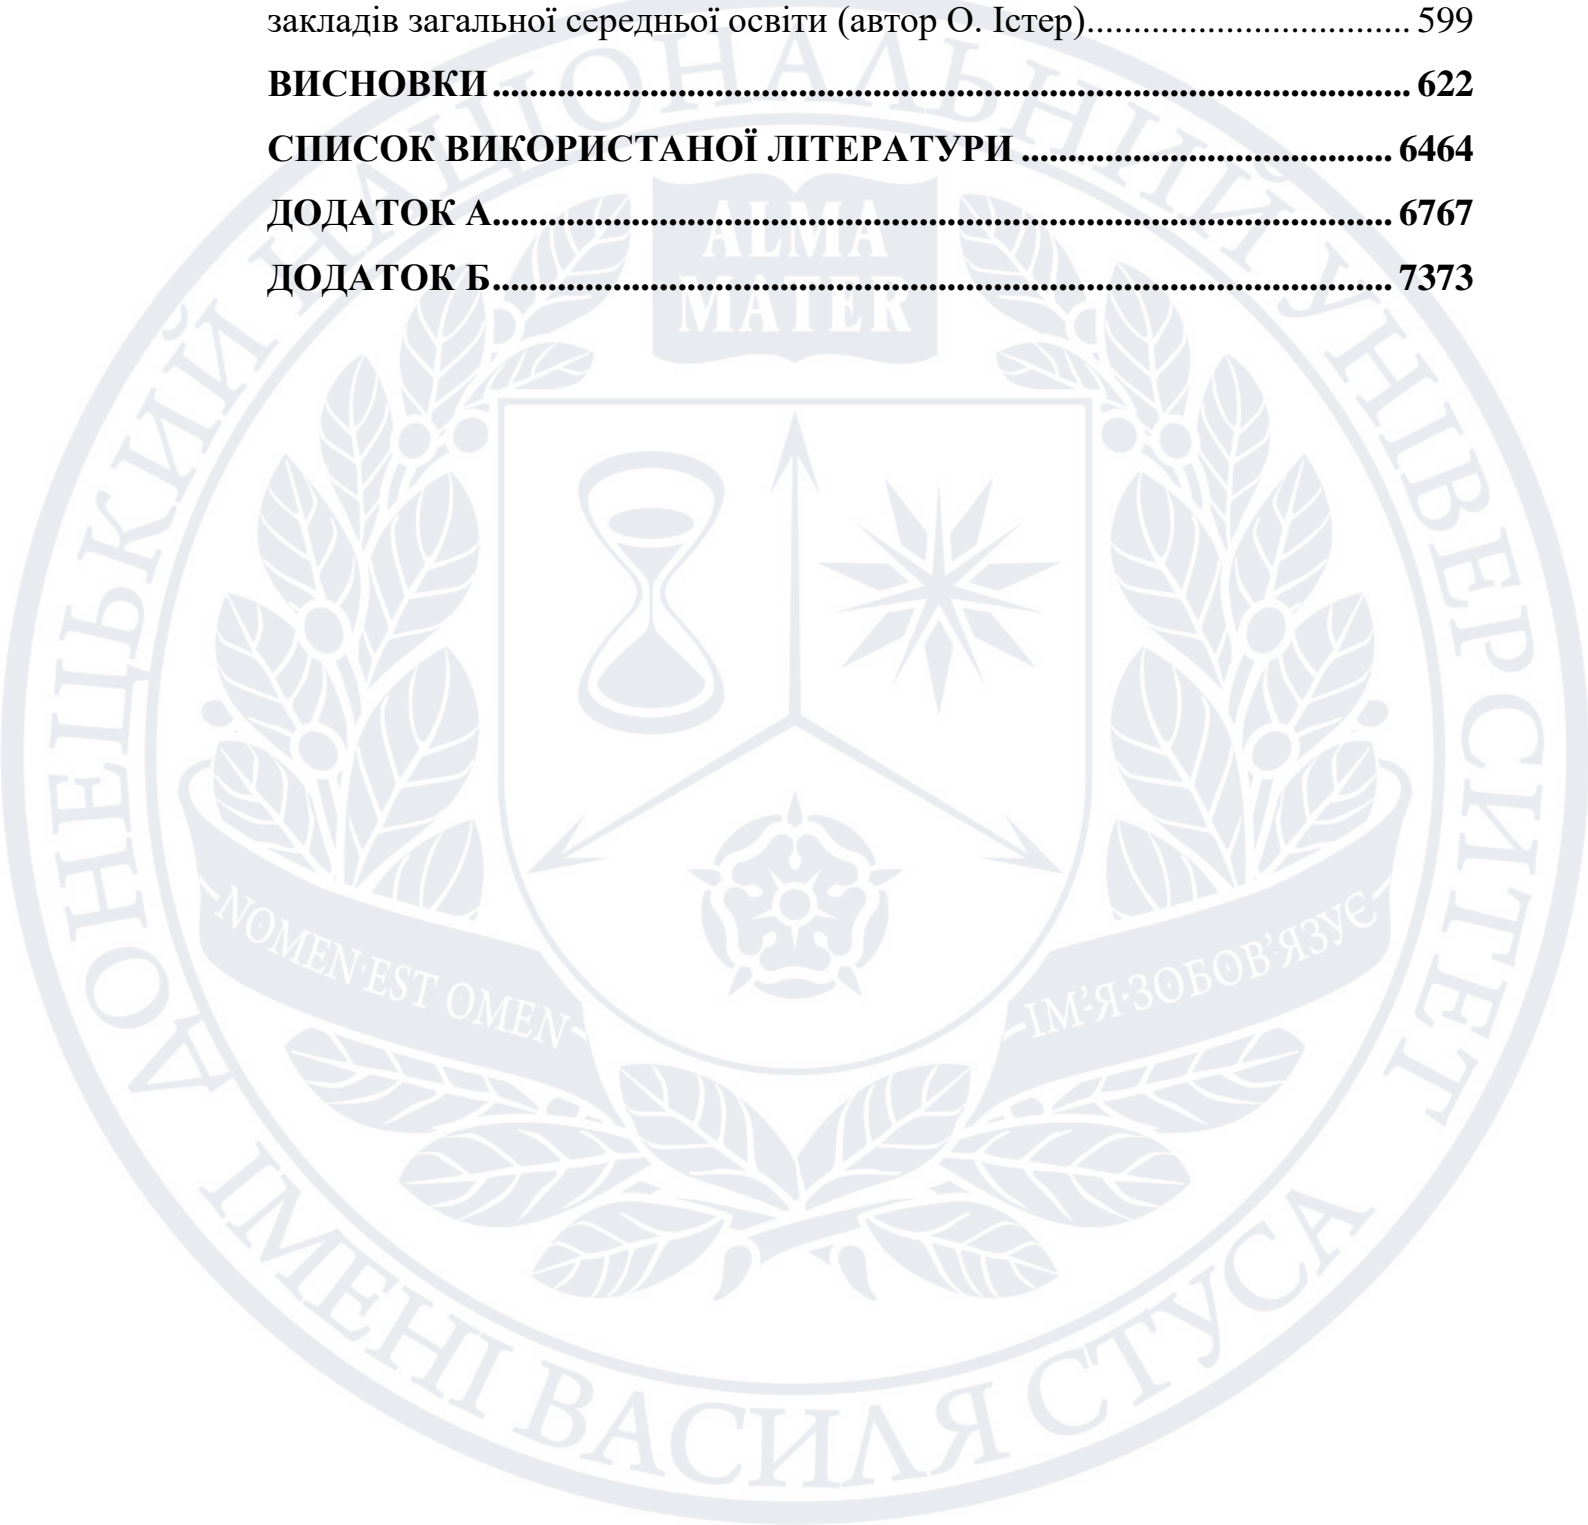 закладів загальної середньої освіти (автор О. Істер)................................. 599
ВИСНОВКИ.................................................................................................... 622
СПИСОК ВИКОРИСТАНОЇ ЛІТЕРАТУРИ ........................................ 6464
ДОДАТОК А................................................................................................. 6767
ДОДАТОК Б................................................................................................. 7373
ДОНЕЦЬКИЙ НАЦІОНАЛЬНИЙ УНІВЕРСИТЕТ
ІМЕНІ ВАСИЛЯ СТУСА
ALMA
MATER
NOMEN·EST·OMEN
ІМ'Я·ЗОБОВ'ЯЗУЄ